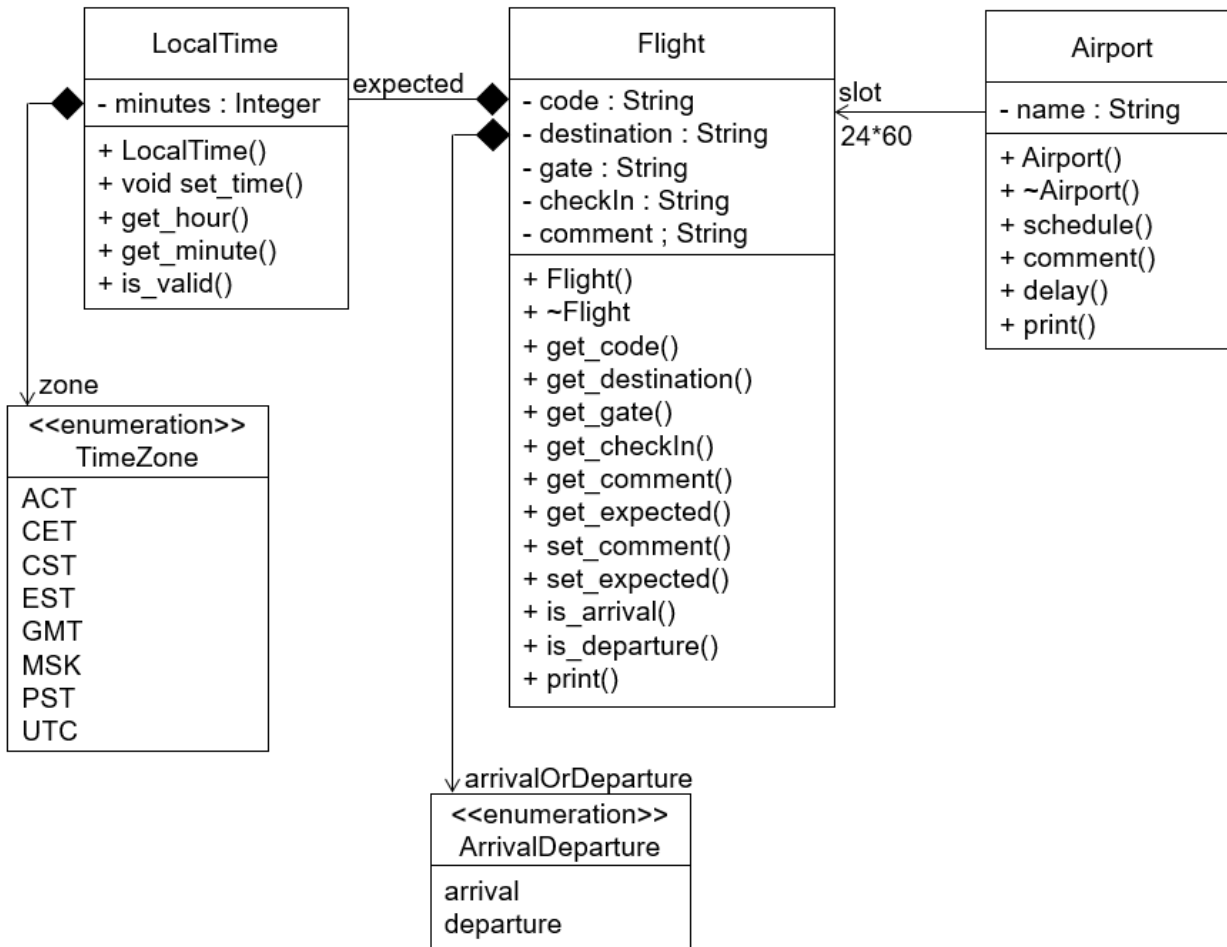 LocalTime
- minutes : Integer
+ LocalTime()
+ void set_time()
+ get_hour()
+ get_minute()
+ is_valid()
expected
Flight
- code : String
- destination : String
- gate : String
- checkIn : String
- comment ; String
+ Flight()
+ ~Flight
+ get_code()
+ get_destination()
+ get_gate()
+ get_checkIn()
+ get_comment()
+ get_expected()
+ set_comment()
+ set_expected()
+ is_arrival()
+ is_departure()
+ print()
slot
24*60
Airport
- name : String
+ Airport()
+ ~Airport()
+ schedule()
+ comment()
+ delay()
+ print()
zone
<<enumeration>>
TimeZone
ACT
CET
CST
EST
GMT
MSK
PST
UTC
arrivalOrDeparture
<<enumeration>>
ArrivalDeparture
arrival
departure